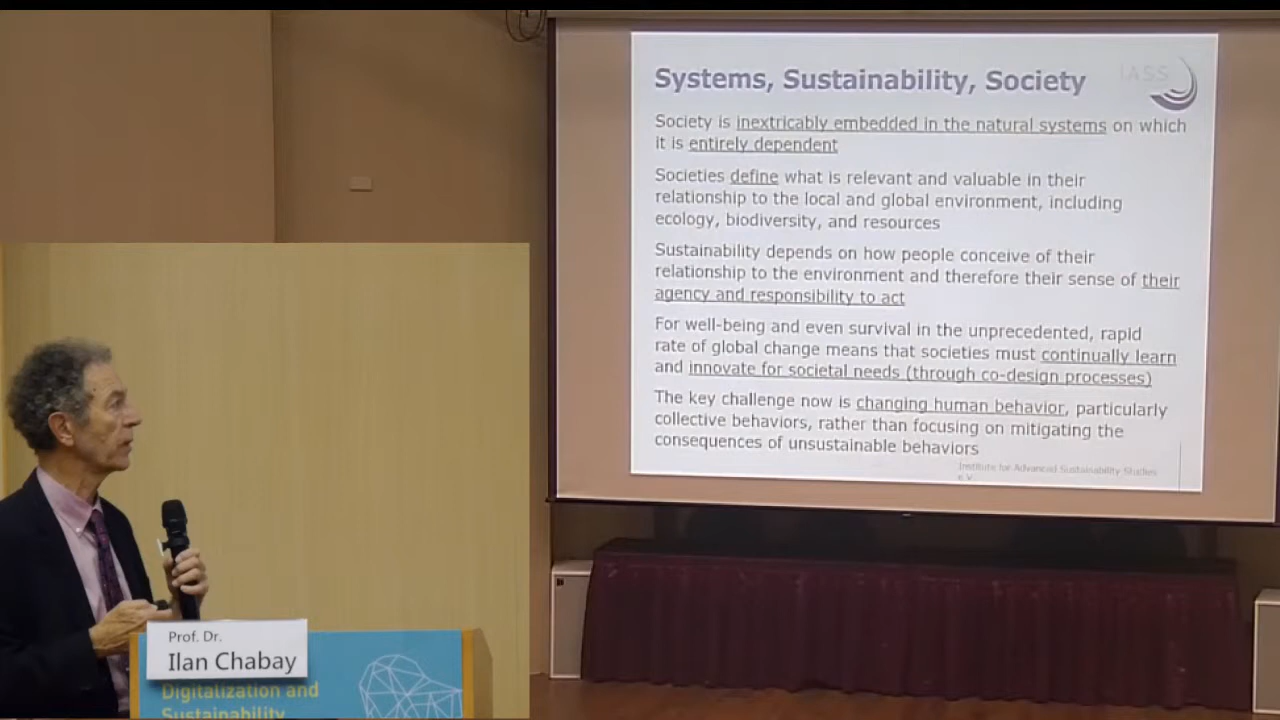 Systems, Sustainability, Society
IASS
Society is inextricably embedded in the natural systems on which
it is entirely dependent
Societies define what is relevant and valuable in their
relationship to the local and global environment, including
ecology, biodiversity, and resources
Sustainability depends on how people conceive of their
relationship to the environment and therefore their sense of their
agency and responsibility to act
For well-being and even survival in the unprecedented, rapid
rate of global change means that societies must continually learn
and innovate for societal needs (through co-design processes)
The key challenge now is changing human behavior, particularly
collective behaviors, rather than focusing on mitigating the
consequences of unsustainable behaviors
Institute for Advanced Sustainability Studies
e.V.
Prof. Dr.
Ilan Chabay
Digitalization and
Sustainability